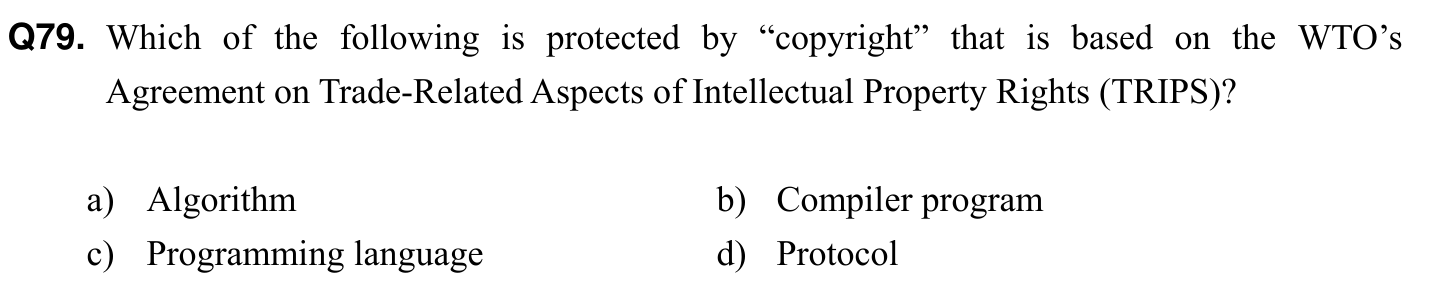 Q79. Which of the following is protected by “copyright” that is based on the WTO’s
Agreement on Trade-Related Aspects of Intellectual Property Rights (TRIPS)?
a) Algorithm b) Compiler program
c) Programming language d) Protocol